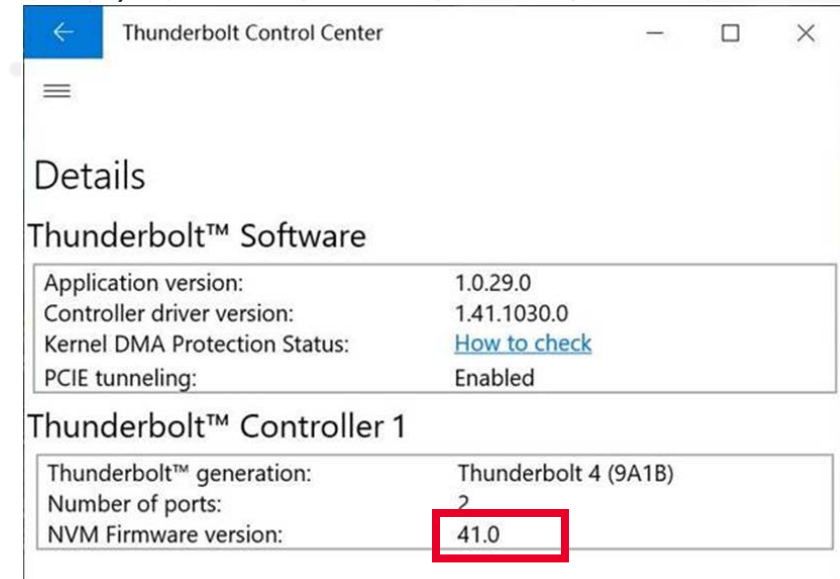 Thunderbolt Control Center
Details
Thunderbolt™ Software
Application version: 1.0.29.0
Controller driver version: 1.41.1030.0
Kernel DMA Protection Status: How to check
PCIE tunneling: Enabled
Thunderbolt™ Controller 1
Thunderbolt™ generation: Thunderbolt 4 (9A1B)
Number of ports: 2
NVM Firmware version: 41.0